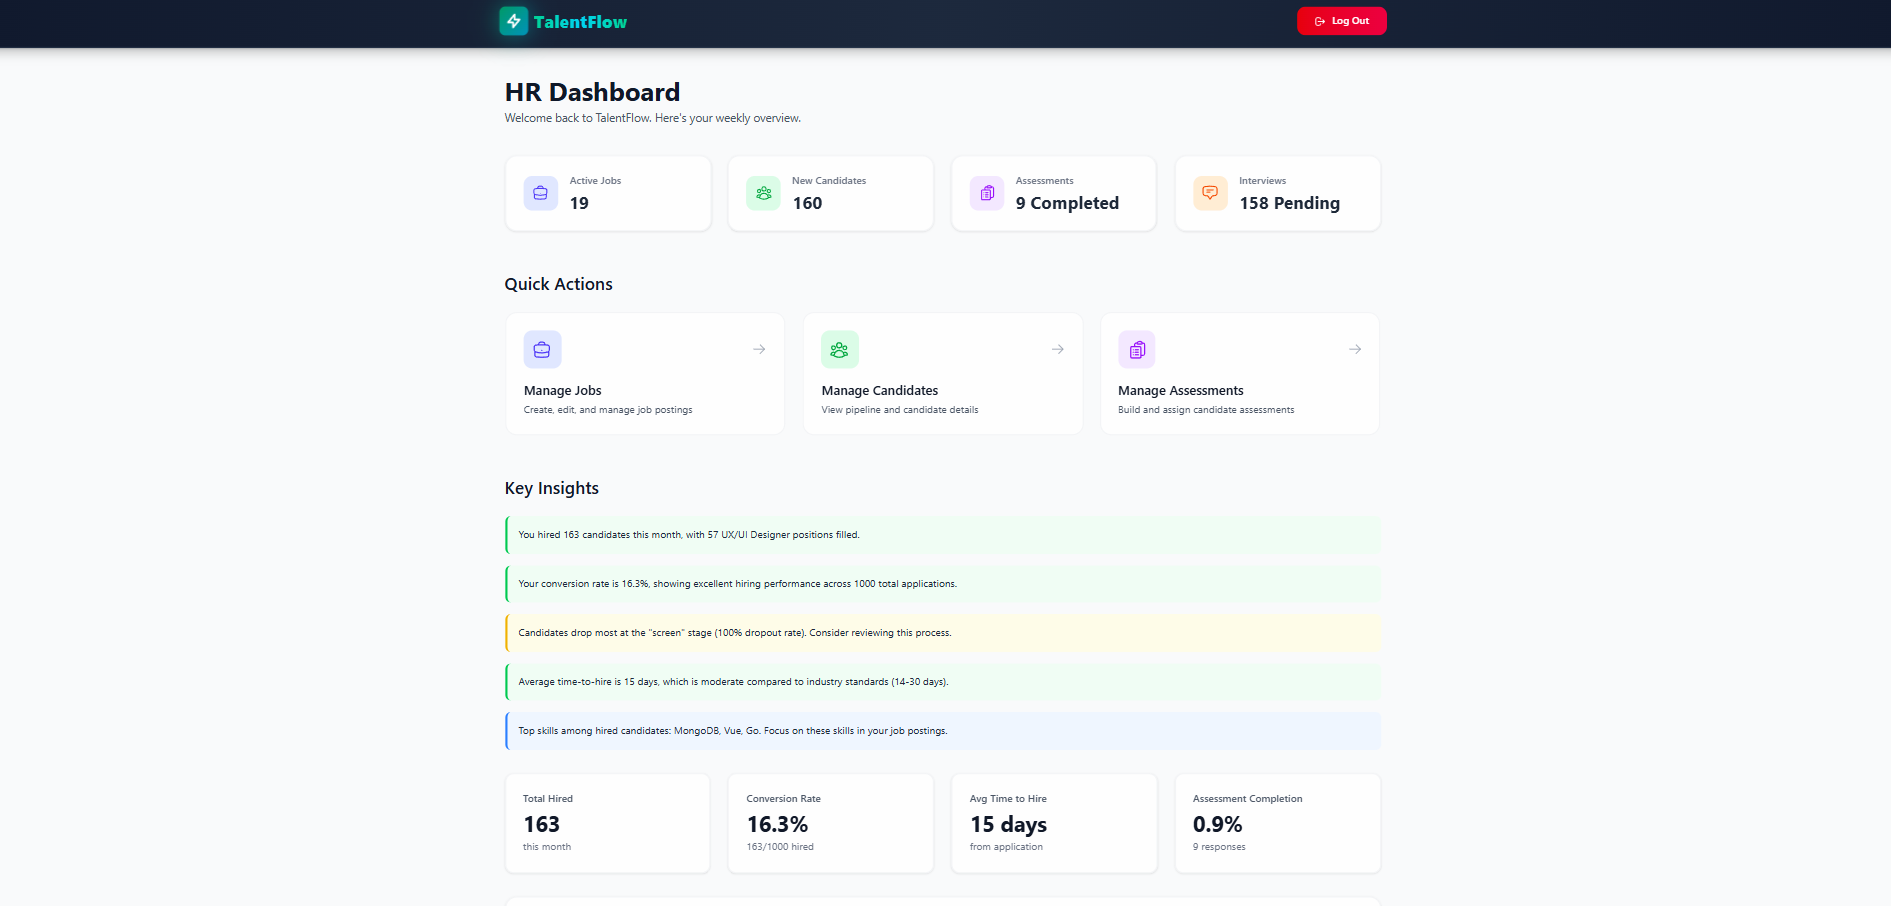 TalentFlow
Log Out
HR Dashboard
Welcome back to TalentFlow. Here's your weekly overview.
Active Jobs
19
New Candidates
160
Assessments
9 Completed
Interviews
158 Pending
Quick Actions
Manage Jobs
Create, edit, and manage job postings
Manage Candidates
View pipeline and candidate details
Manage Assessments
Build and assign candidate assessments
Key Insights
You hired 163 candidates this month, with 57 UX/UI Designer positions filled.
Your conversion rate is 16.3%, showing excellent hiring performance across 1000 total applications.
Candidates drop most at the "screen" stage (100% dropout rate). Consider reviewing this process.
Average time-to-hire is 15 days, which is moderate compared to industry standards (14-30 days).
Top skills among hired candidates: MongoDB, Vue, Go. Focus on these skills in your job postings.
Total Hired
163
this month
Conversion Rate
16.3%
163/1000 hired
Avg Time to Hire
15 days
from application
Assessment Completion
0.9%
9 responses